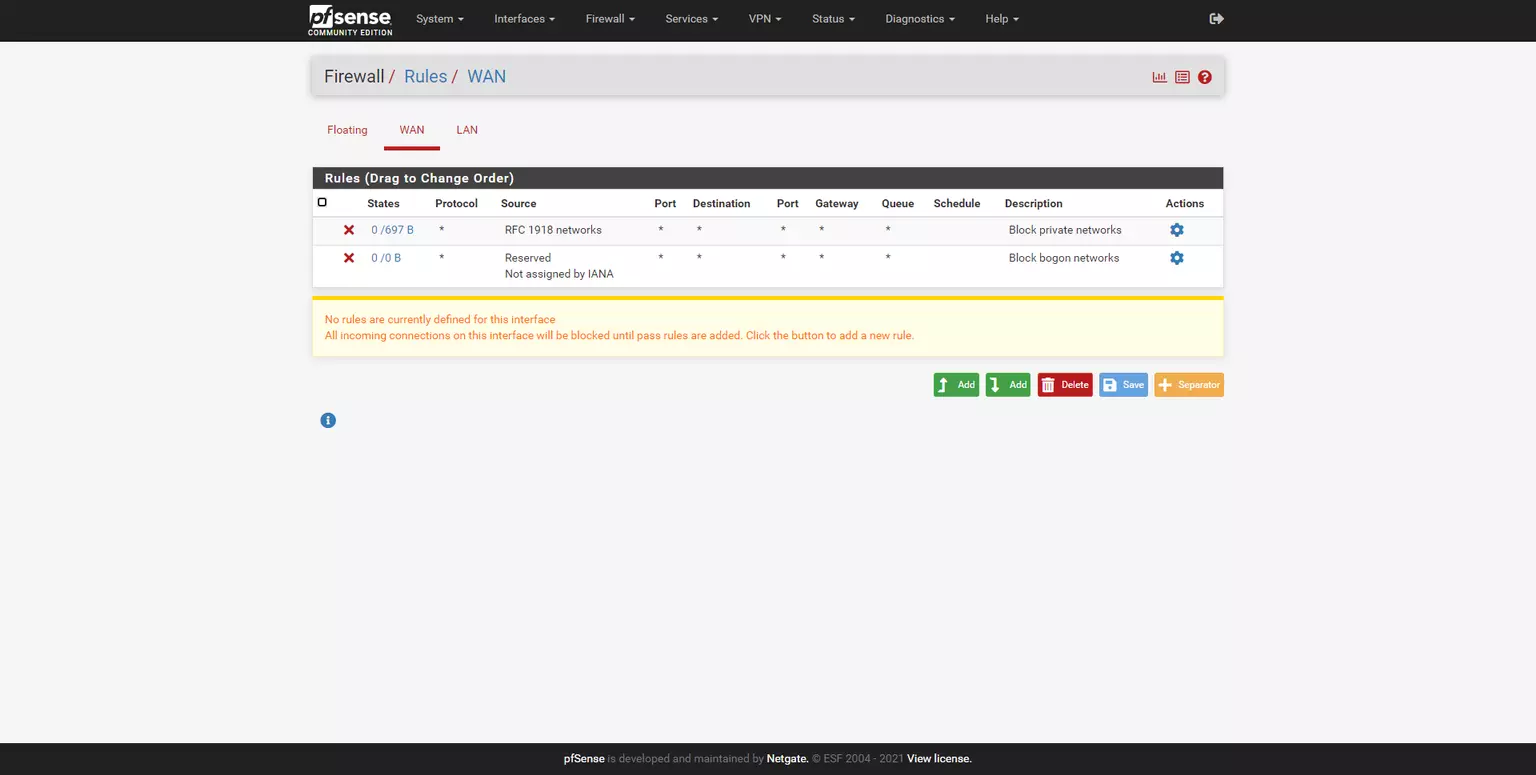 pfsense
COMMUNITY EDITION
System
Interfaces
Firewall
Services
VPN
Status
Diagnostics
Help
Firewall / Rules / WAN
Floating
WAN
LAN
Rules (Drag to Change Order)
States Protocol Source Port Destination Port Gateway Queue Schedule Description Actions
0 /697 B * RFC 1918 networks * * * * * Block private networks
0 /0 B * Reserved * * * * * Block bogon networks
Not assigned by IANA
No rules are currently defined for this interface
All incoming connections on this interface will be blocked until pass rules are added. Click the button to add a new rule.
Add
Add
Delete
Save
Separator
pfSense is developed and maintained by Netgate. © ESF 2004 - 2021 View license.